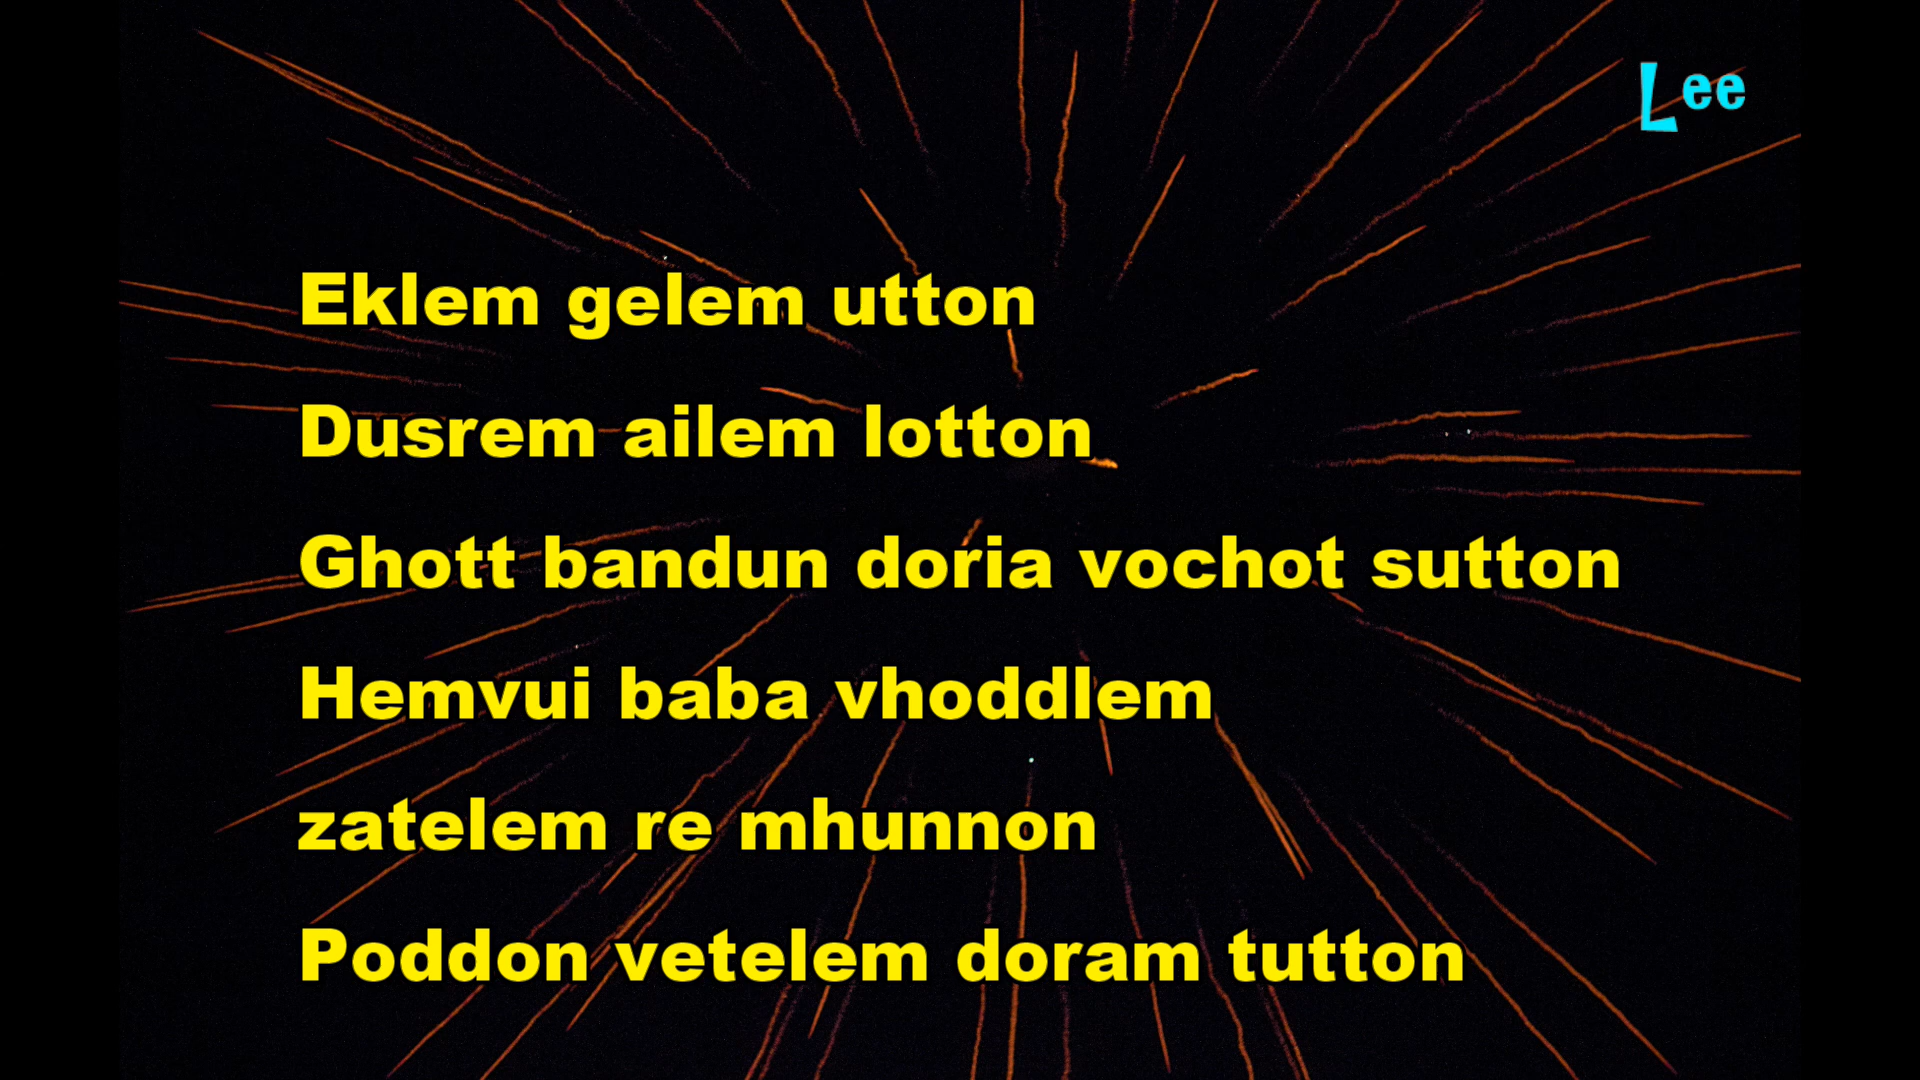 Lee
Eklem gelem utton
Dusrem ailem lotton
Ghott bandun doria vochot sutton
Hemvui baba vhoddlem
zatelem re mhunnon
Poddon vetelem doram tutton